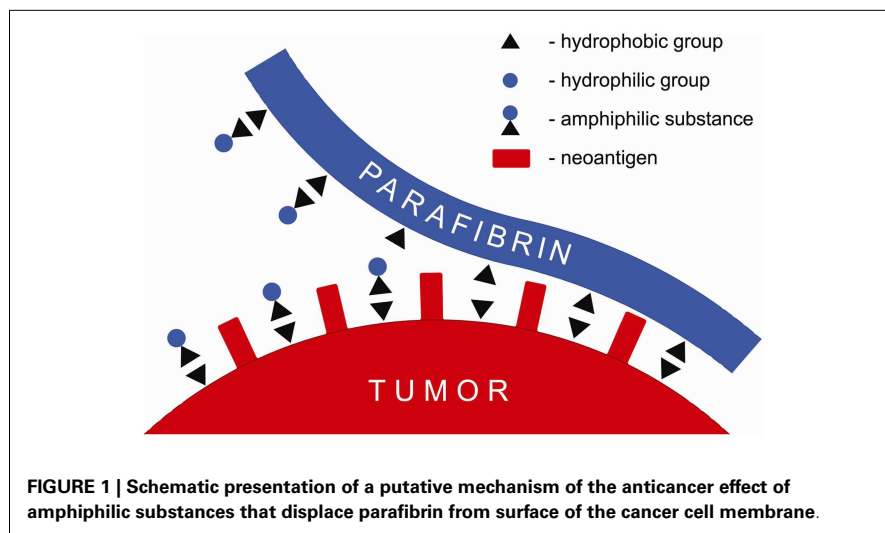 - hydrophobic group
- hydrophilic group
- amphiphilic substance
- neoantigen
PARAFIBRIN
TUMOR
FIGURE 1 | Schematic presentation of a putative mechanism of the anticancer effect of
amphiphilic substances that displace parafibrin from surface of the cancer cell membrane.